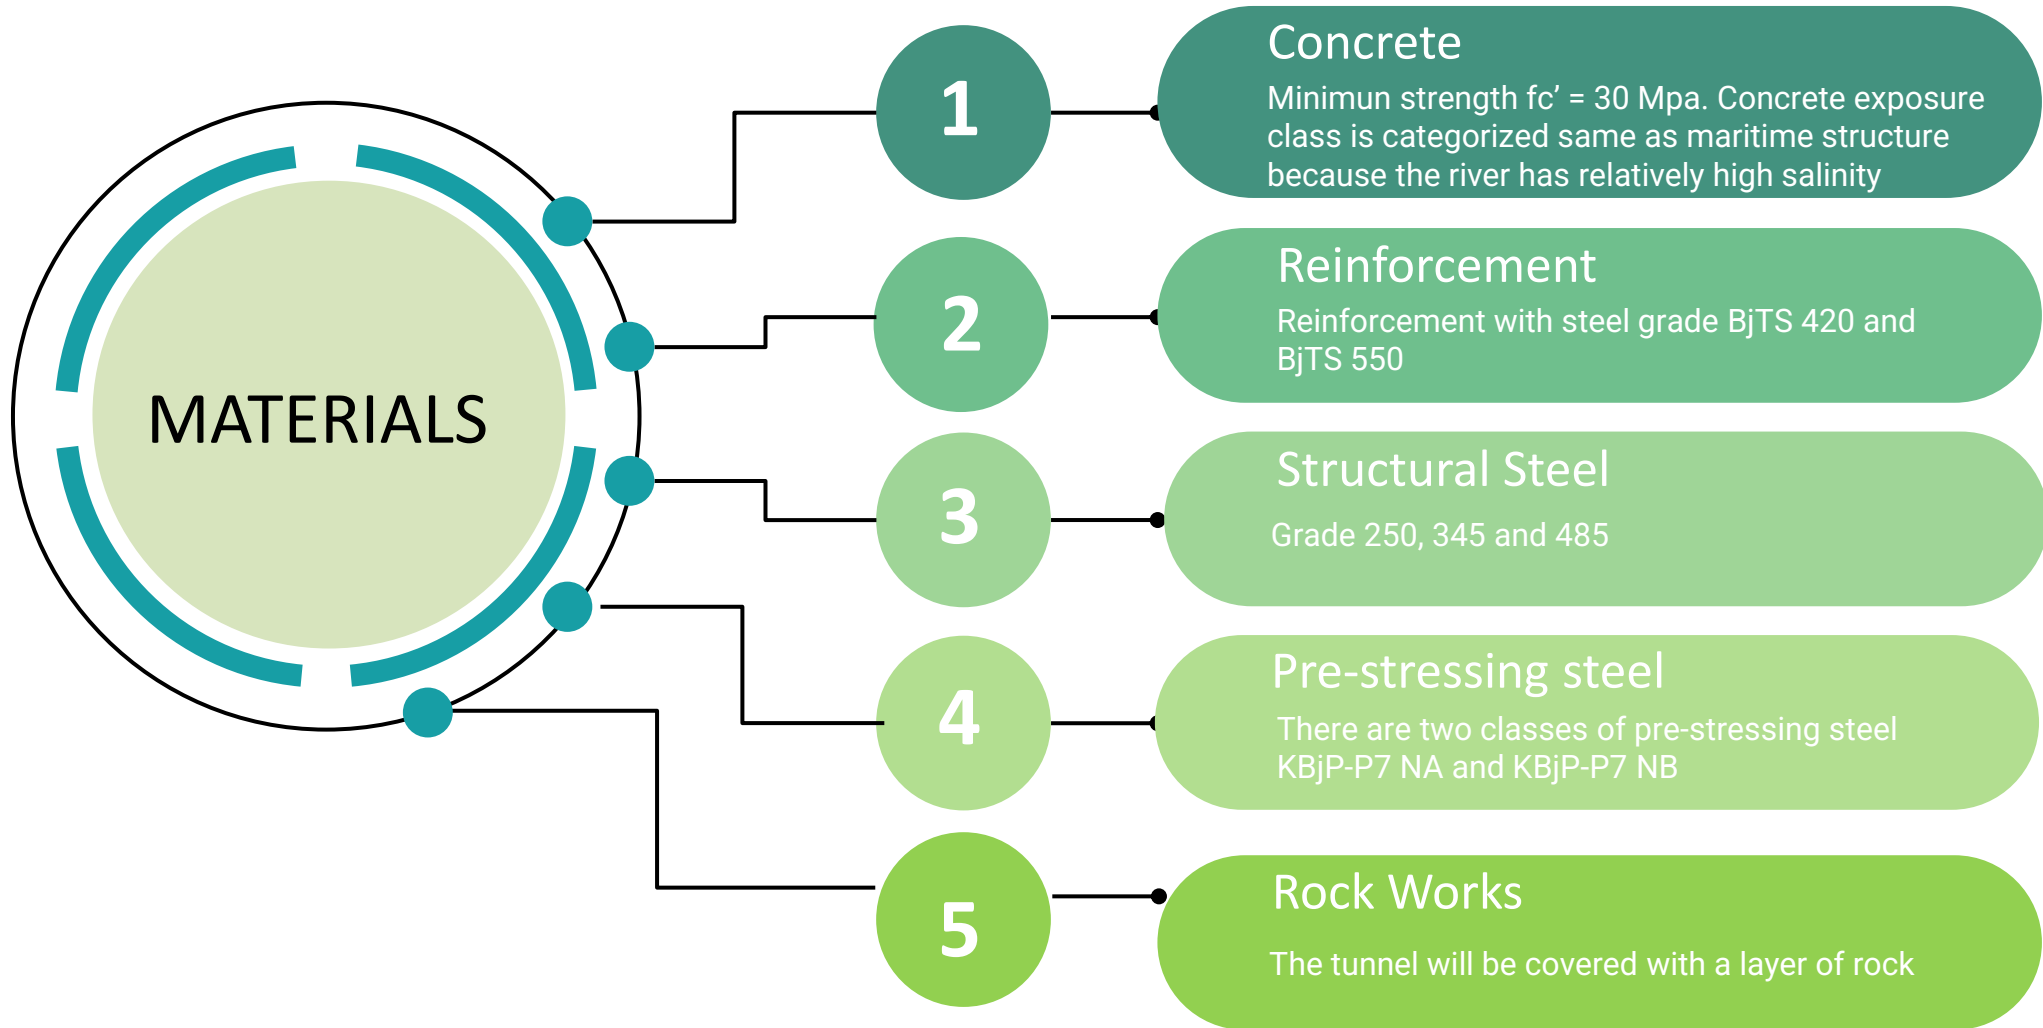 MATERIALS
1
Concrete
Minimun strength fc’ = 30 Mpa. Concrete exposure
class is categorized same as maritime structure
because the river has relatively high salinity
2
Reinforcement
Reinforcement with steel grade BjTS 420 and
BjTS 550
3
Structural Steel
Grade 250, 345 and 485
4
Pre-stressing steel
There are two classes of pre-stressing steel
KBjP-P7 NA and KBjP-P7 NB
5
Rock Works
The tunnel will be covered with a layer of rock